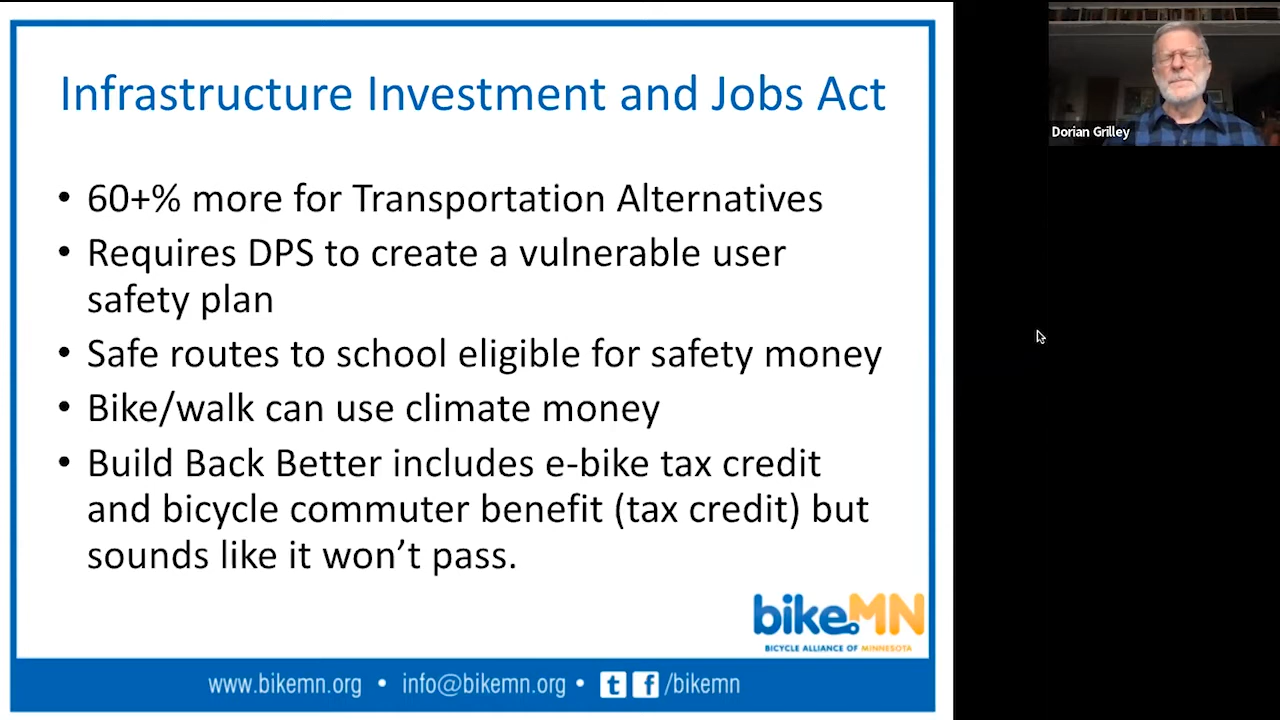 Infrastructure Investment and Jobs Act
• 60+% more for Transportation Alternatives
• Requires DPS to create a vulnerable user
safety plan
• Safe routes to school eligible for safety money
• Bike/walk can use climate money
• Build Back Better includes e-bike tax credit
and bicycle commuter benefit (tax credit) but
sounds like it won’t pass.
bikeMN
BICYCLE ALLIANCE OF MINNESOTA
www.bikemn.org • info@bikemn.org • t f /bikemn
Dorian Grilley